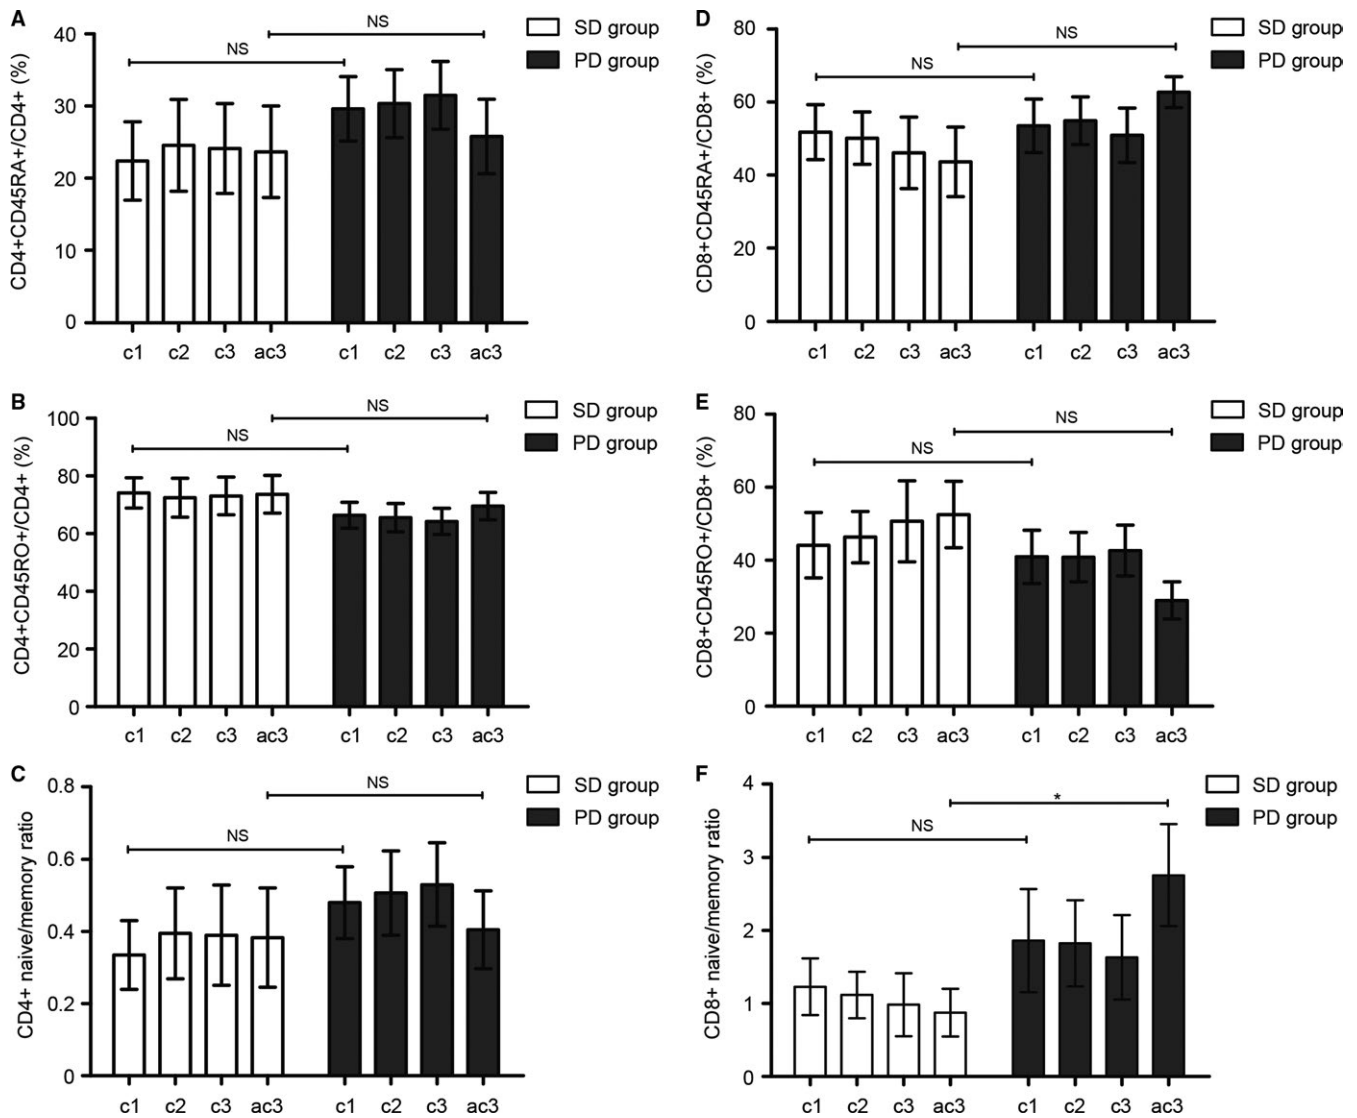 A
CD4+CD45RA+/CD4+ (%)
40
30
20
10
0
NS
NS
SD group
PD group
c1 c2 c3 ac3 c1 c2 c3 ac3
D
CD8+CD45RA+/CD8+ (%)
80
60
40
20
0
NS
NS
SD group
PD group
c1 c2 c3 ac3 c1 c2 c3 ac3
B
CD4+CD45RO+/CD4+ (%)
100
80
60
40
20
0
NS
NS
SD group
PD group
c1 c2 c3 ac3 c1 c2 c3 ac3
E
CD8+CD45RO+/CD8+ (%)
80
60
40
20
0
NS
NS
SD group
PD group
c1 c2 c3 ac3 c1 c2 c3 ac3
C
CD4+ naive/memory ratio
0.8
0.6
0.4
0.2
0
NS
NS
SD group
PD group
c1 c2 c3 ac3 c1 c2 c3 ac3
F
CD8+ naive/memory ratio
4
3
2
1
0
*
NS
SD group
PD group
c1 c2 c3 ac3 c1 c2 c3 ac3